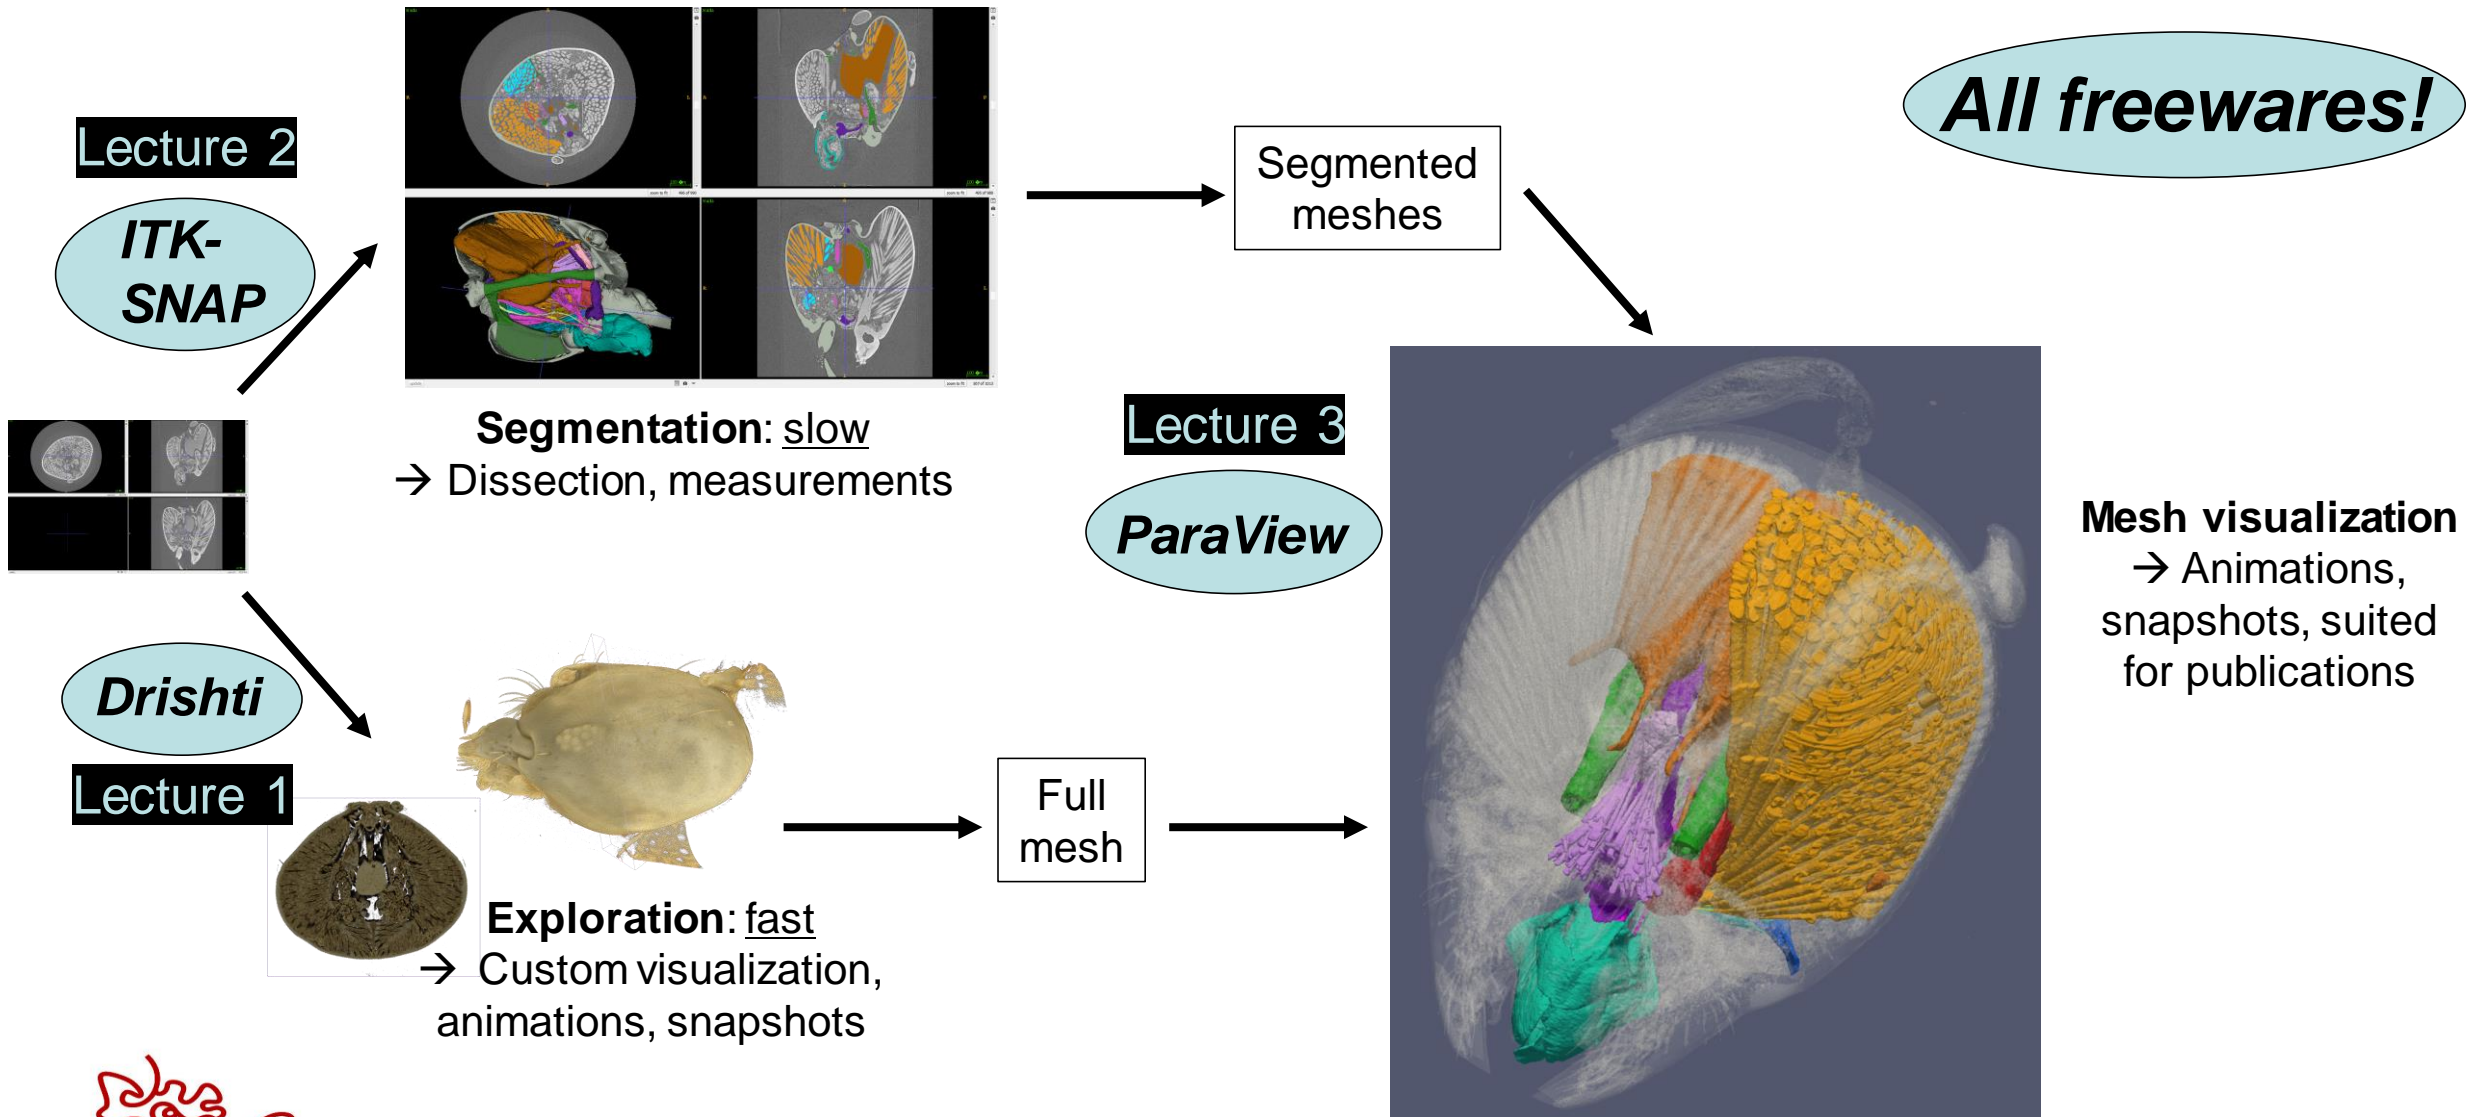 All freewares!
Lecture 2
ITK-
SNAP
Segmented
meshes
Segmentation: slow
→ Dissection, measurements
Lecture 3
ParaView
Mesh visualization
→ Animations,
snapshots, suited
for publications
Drishti
Lecture 1
Full
mesh
Exploration: fast
→ Custom visualization,
animations, snapshots